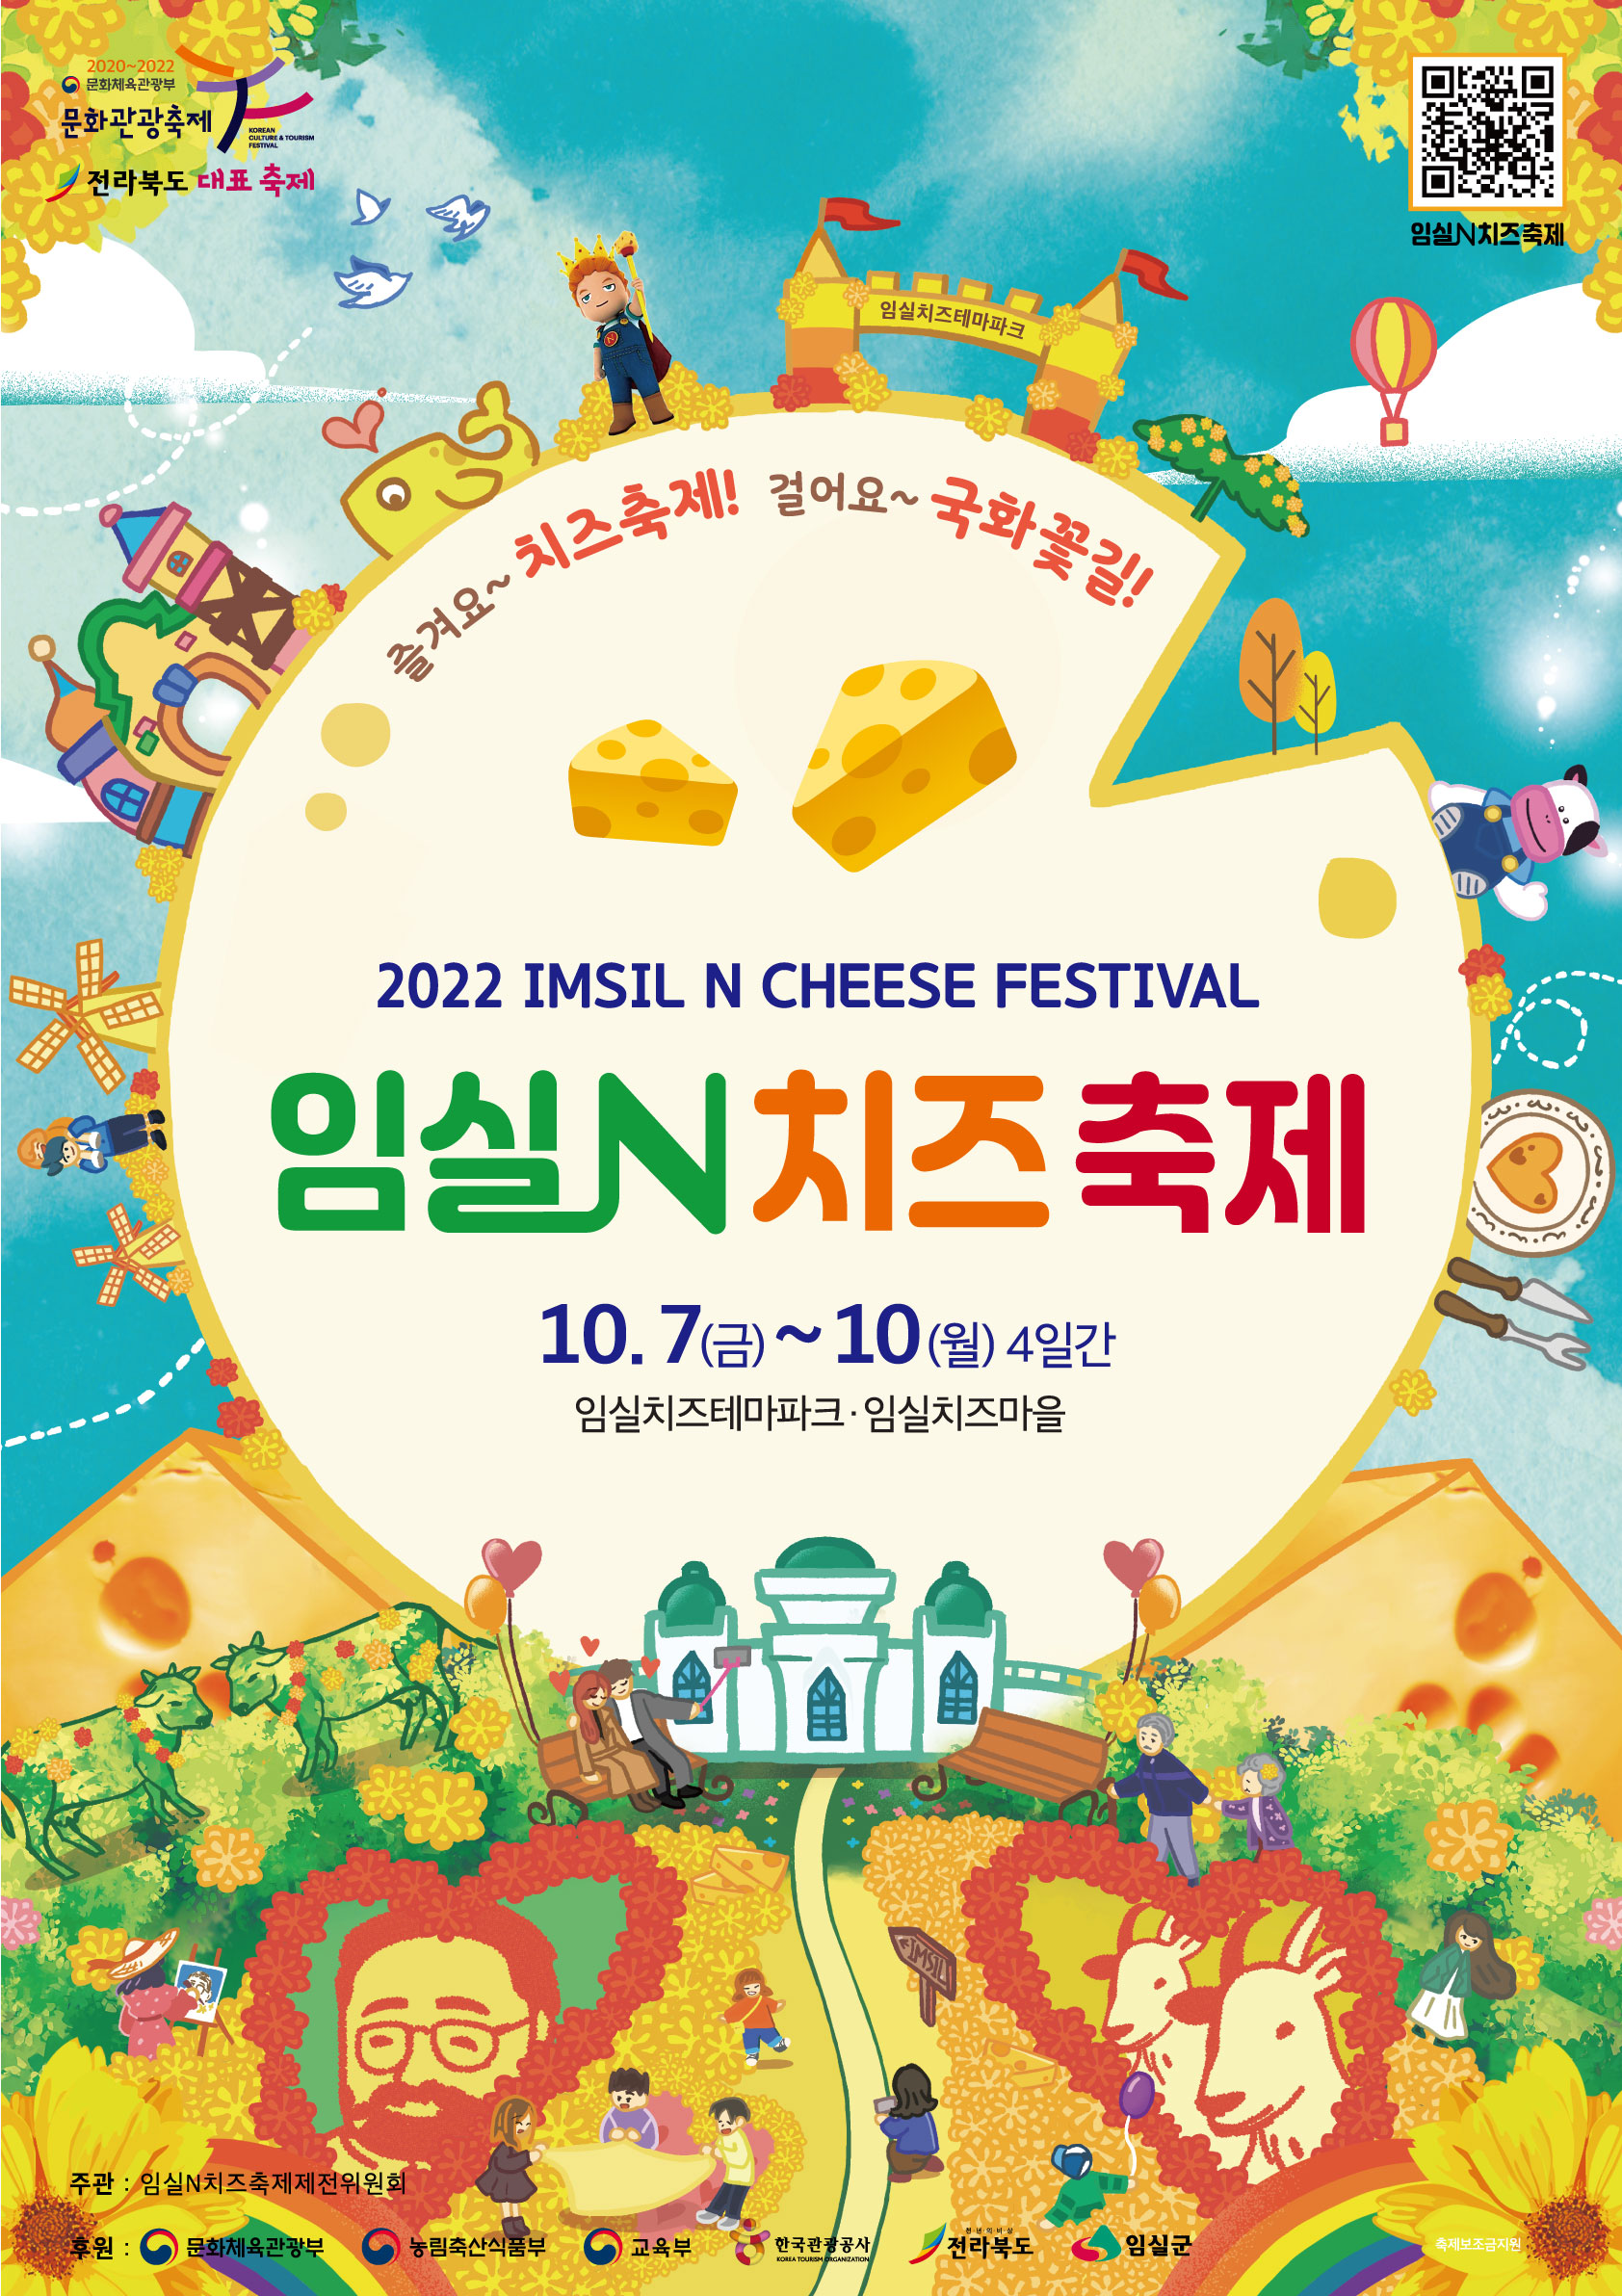 2020~2022
문화체육관광부
문화관광축제
KOREAN
CULTURE & TOURISM
FESTIVAL
전라북도 대표 축제
임실N치즈축제
임실치즈테마파크
즐겨요~ 치즈축제! 걸어요~ 국화꽃길!
2022 IMSIL N CHEESE FESTIVAL
임실N치즈축제
10. 7(금) ~ 10(월) 4일간
임실치즈테마파크 · 임실치즈마을
IMSIL
주관 : 임실N치즈축제제전위원회
후원 : 문화체육관광부 농림축산식품부 교육부 한국관광공사 KOREA TOURISM ORGANIZATION 천년의비상 전라북도 임실군
축제보조금지원